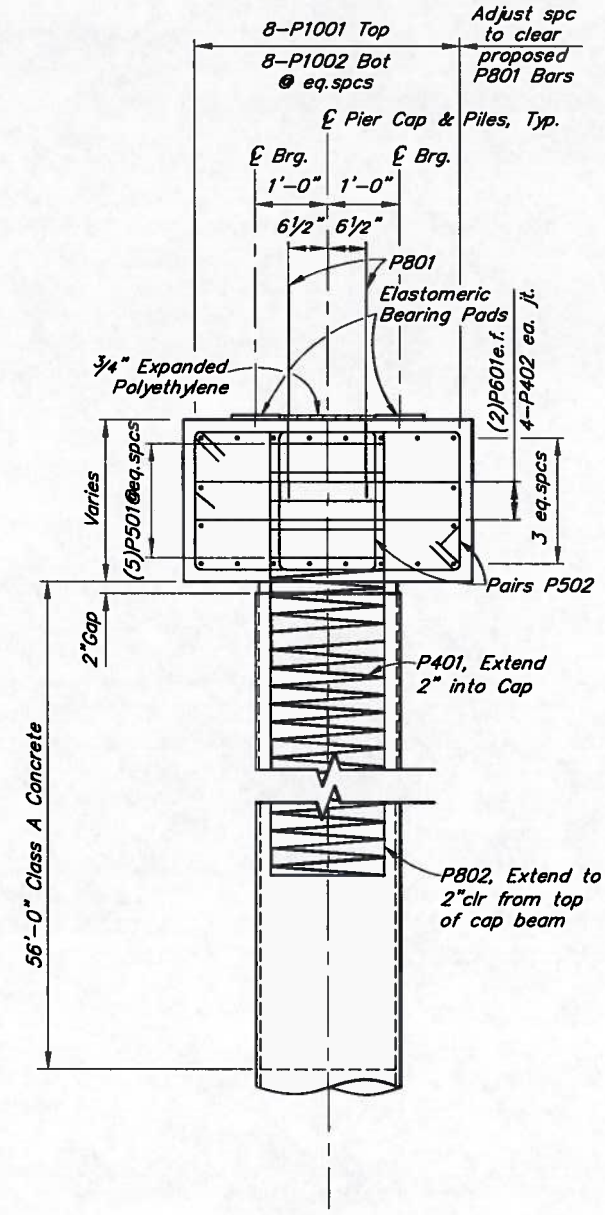 8-P1001 Top
8-P1002 Bot
@ eq.spcs
Adjust spc
to clear
proposed
P801 Bars
℄ Pier Cap & Piles, Typ.
℄ Brg.
℄ Brg.
1'-0"
1'-0"
6½"
6½"
P801
Elastomeric
Bearing Pads
¾" Expanded
Polyethylene
(2)P601e.f.
4-P402 ea. jt.
Varies
(5)P501@eq.spcs
3 eq.spcs
Pairs P502
2"Gap
P401, Extend
2" into Cap
56'-0" Class A Concrete
P802, Extend to
2"clr from top
of cap beam